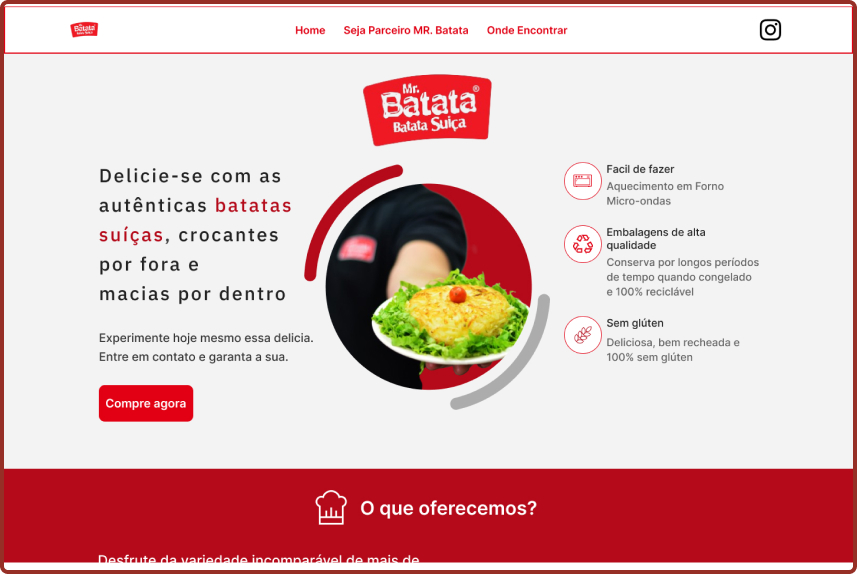 Mr.
Batata
Batata Suíça
Home
Seja Parceiro MR. Batata
Onde Encontrar
Mr.
Batata®
Batata Suíça
Delicie-se com as
autênticas batatas
suíças, crocantes
por fora e
macias por dentro
Experimente hoje mesmo essa delicia.
Entre em contato e garanta a sua.
Compre agora
Facil de fazer
Aquecimento em Forno
Micro-ondas
Embalagens de alta
qualidade
Conserva por longos períodos
de tempo quando congelado
e 100% reciclável
Sem glúten
Deliciosa, bem recheada e
100% sem glúten
O que oferecemos?
Desfrute da variedade incomparável de mais de